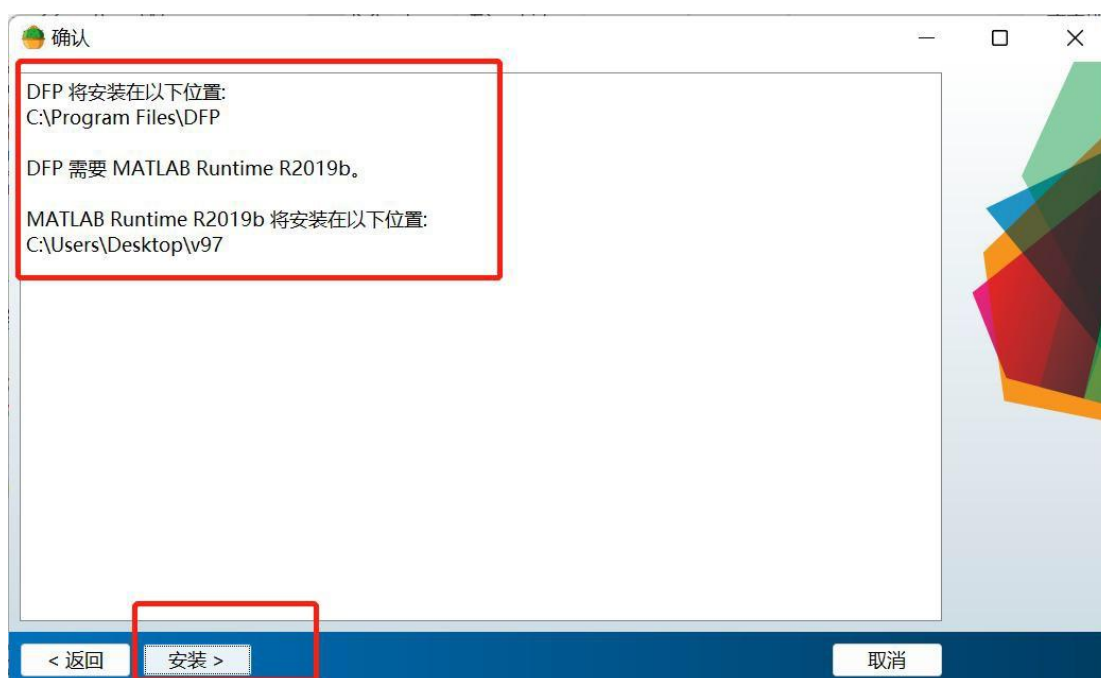 确认
DFP 将安装在以下位置:
C:\Program Files\DFP
DFP 需要 MATLAB Runtime R2019b。
MATLAB Runtime R2019b 将安装在以下位置:
C:\Users\Desktop\v97
< 返回
安装 >
取消